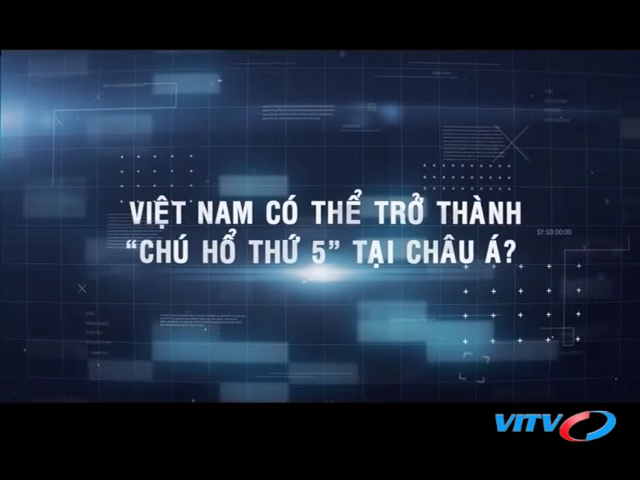 VIỆT NAM CÓ THỂ TRỞ THÀNH
“CHÚ HỔ THỨ 5” TẠI CHÂU Á?
VITV